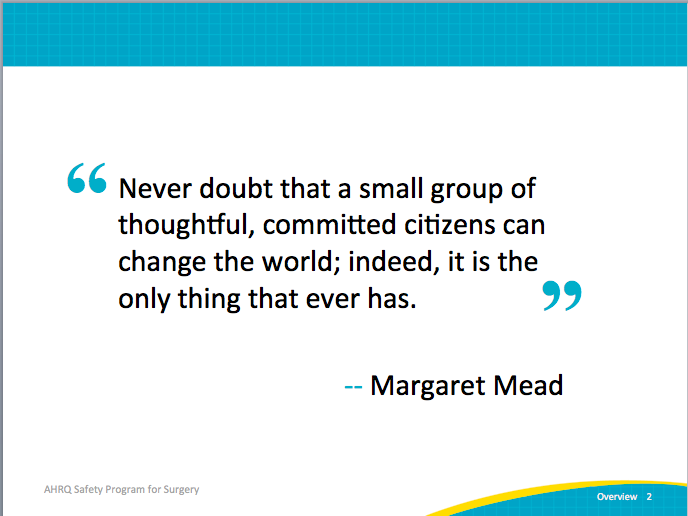 “ Never doubt that a small group of
thoughtful, committed citizens can
change the world; indeed, it is the
only thing that ever has. ”
-- Margaret Mead
AHRQ Safety Program for Surgery
Overview 2